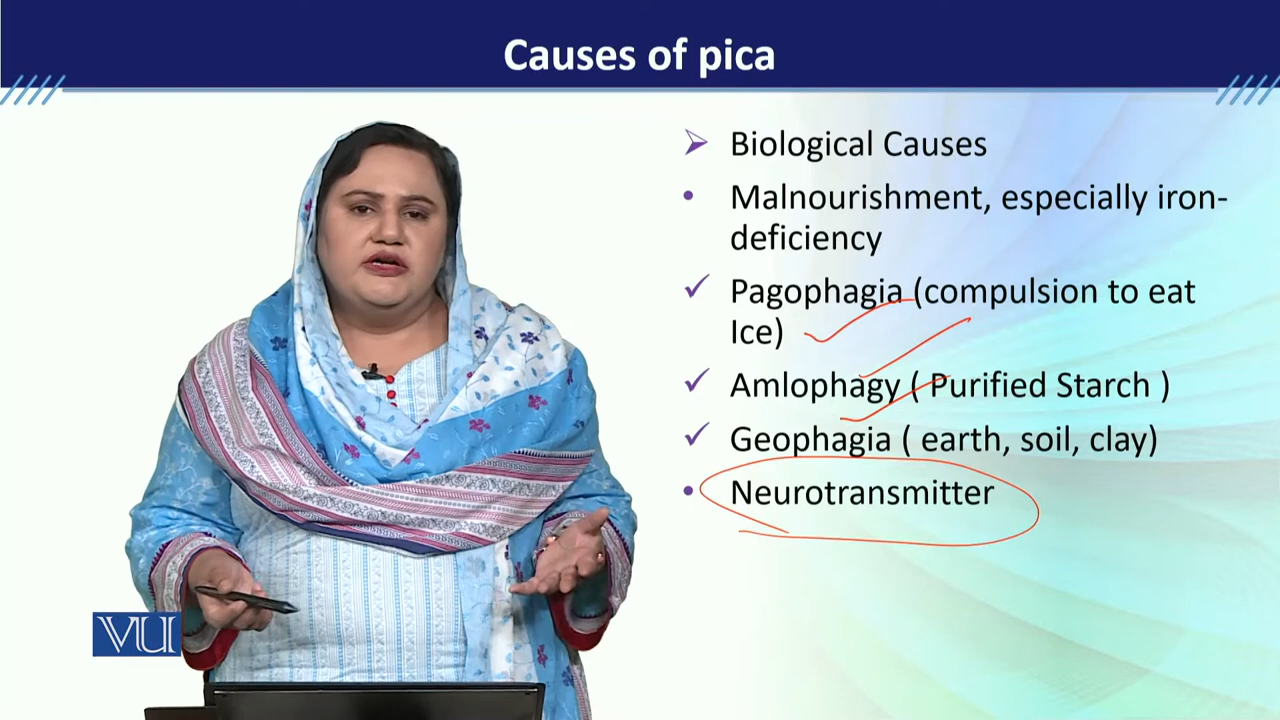 Causes of pica
Biological Causes
Malnourishment, especially iron-
deficiency
Pagophagia (compulsion to eat
Ice)
Amlophagy ( Purified Starch )
Geophagia ( earth, soil, clay)
Neurotransmitter
VU